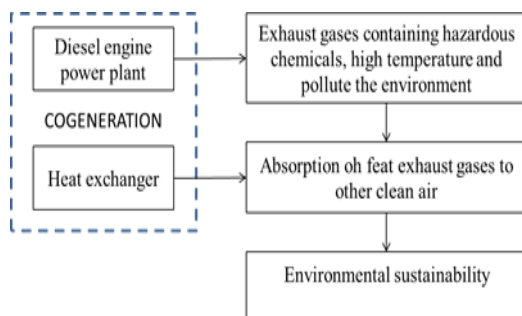 Diesel engine
power plant
Exhaust gases containing hazardous
chemicals, high temperature and
pollute the environment
COGENERATION
Heat exchanger
Absorption oh feat exhaust gases to
other clean air
Environmental sustainability